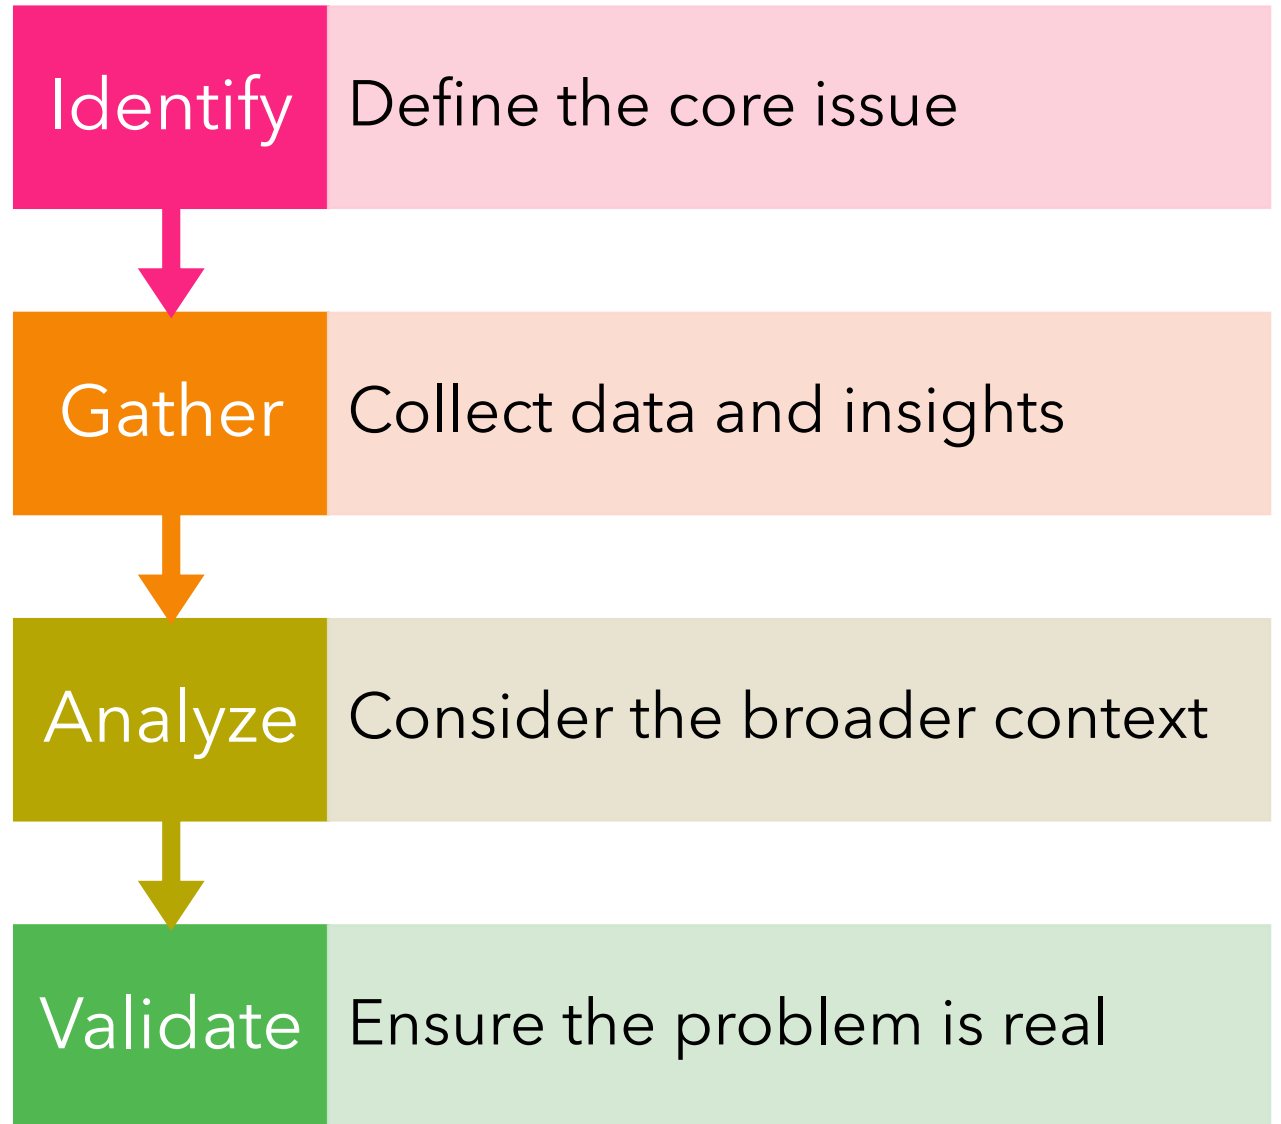 Identify
Define the core issue
Gather
Collect data and insights
Analyze
Consider the broader context
Validate
Ensure the problem is real